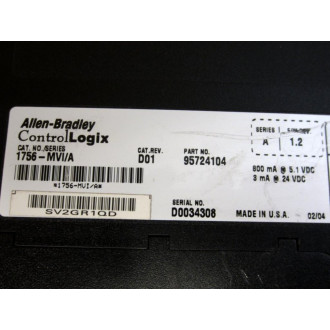 Allen-Bradley
ControlLogix
CAT. NO./SERIES
1756-MVI/A
CAT. REV.
D01
PART NO.
95724104
SERIES
A
1.2
800 mA @ 5.1 VDC
3 mA @ 24 VDC
*1756-MVI/A*
SV2GR1QD
SERIAL NO.
D0034308
MADE IN U.S.A.
02/04